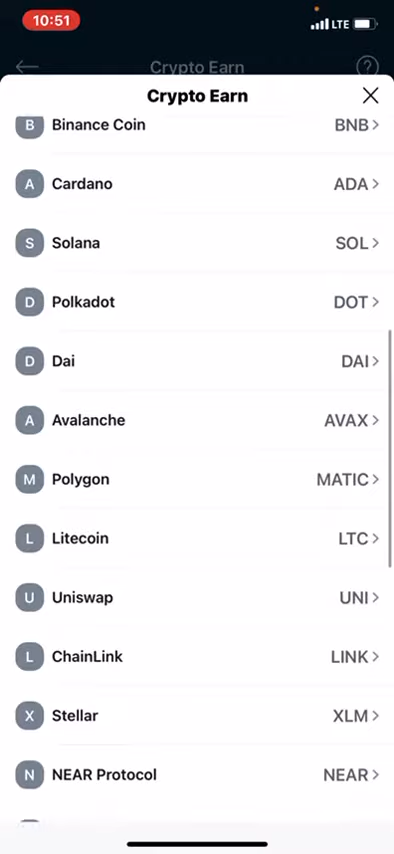 10:51
LTE
Crypto Earn
?
Crypto Earn
B Binance Coin BNB >
A Cardano ADA >
S Solana SOL >
D Polkadot DOT >
D Dai DAI >
A Avalanche AVAX >
M Polygon MATIC >
L Litecoin LTC >
U Uniswap UNI >
L ChainLink LINK >
X Stellar XLM >
N NEAR Protocol NEAR >